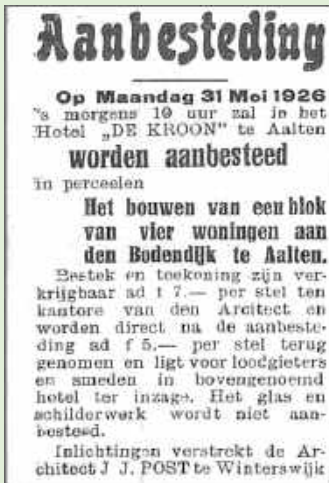 Aanbesteding
Op Maandag 31 Mei 1926
's morgens 10 uur zal in het
Hotel „DE KROON" te Aalten
worden aanbesteed
in perceelen
Het bouwen van een blok
van vier woningen aan
den Bodendijk te Aalten.
Bestek en teekening zijn ver-
krijgbaar ad f 7.— per stel ten
kantore van den Arcitect en
worden direct na de aanbeste-
ding ad f 5.— per stel terug
genomen en ligt voor loodgieters
en smeden in bovengenoemd
hotel ter inzage. Het glas en
schilderwerk wordt niet aan-
besteed.
Inlichtingen verstrekt de Ar-
chitect J J. POST te Winterswijk